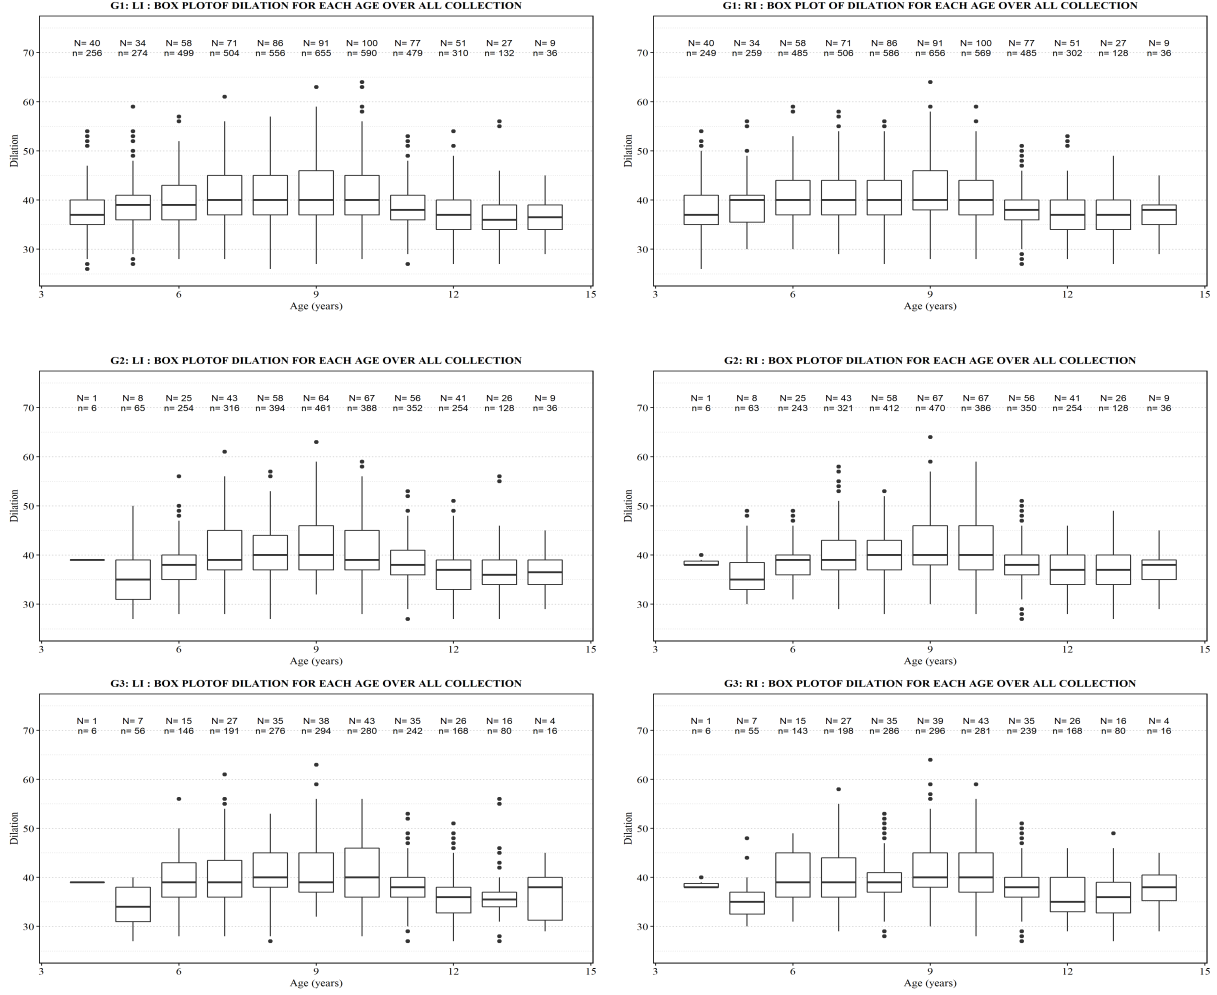 G1: LI : BOX PLOTOF DILATION FOR EACH AGE OVER ALL COLLECTION
N= 40 N= 34 N= 58 N= 71 N= 86 N= 91 N= 100 N= 77 N= 51 N= 27 N= 9
n= 256 n= 274 n= 499 n= 504 n= 556 n= 655 n= 590 n= 479 n= 310 n= 132 n= 36
70
60
50
40
30
Dilation
3 6 9 12 15
Age (years)
G1: RI : BOX PLOT OF DILATION FOR EACH AGE OVER ALL COLLECTION
N= 40 N= 34 N= 58 N= 71 N= 86 N= 91 N= 100 N= 77 N= 51 N= 27 N= 9
n= 249 n= 259 n= 485 n= 506 n= 586 n= 656 n= 569 n= 485 n= 302 n= 128 n= 36
70
60
50
40
30
Dilation
3 6 9 12 15
Age (years)
G2: LI : BOX PLOTOF DILATION FOR EACH AGE OVER ALL COLLECTION
N= 1 N= 8 N= 25 N= 43 N= 58 N= 64 N= 67 N= 56 N= 41 N= 26 N= 9
n= 6 n= 65 n= 254 n= 316 n= 394 n= 461 n= 388 n= 352 n= 254 n= 128 n= 36
70
60
50
40
30
Dilation
3 6 9 12 15
Age (years)
G2: RI : BOX PLOTOF DILATION FOR EACH AGE OVER ALL COLLECTION
N= 1 N= 8 N= 25 N= 43 N= 58 N= 67 N= 67 N= 56 N= 41 N= 26 N= 9
n= 6 n= 63 n= 243 n= 321 n= 412 n= 470 n= 386 n= 350 n= 254 n= 128 n= 36
70
60
50
40
30
Dilation
3 6 9 12 15
Age (years)
G3: LI : BOX PLOTOF DILATION FOR EACH AGE OVER ALL COLLECTION
N= 1 N= 7 N= 15 N= 27 N= 35 N= 38 N= 43 N= 35 N= 26 N= 16 N= 4
n= 6 n= 56 n= 146 n= 191 n= 276 n= 294 n= 280 n= 242 n= 168 n= 80 n= 16
70
60
50
40
30
Dilation
3 6 9 12 15
Age (years)
G3: RI : BOX PLOTOF DILATION FOR EACH AGE OVER ALL COLLECTION
N= 1 N= 7 N= 15 N= 27 N= 35 N= 39 N= 43 N= 35 N= 26 N= 16 N= 4
n= 6 n= 55 n= 143 n= 198 n= 286 n= 296 n= 281 n= 239 n= 168 n= 80 n= 16
70
60
50
40
30
Dilation
3 6 9 12 15
Age (years)